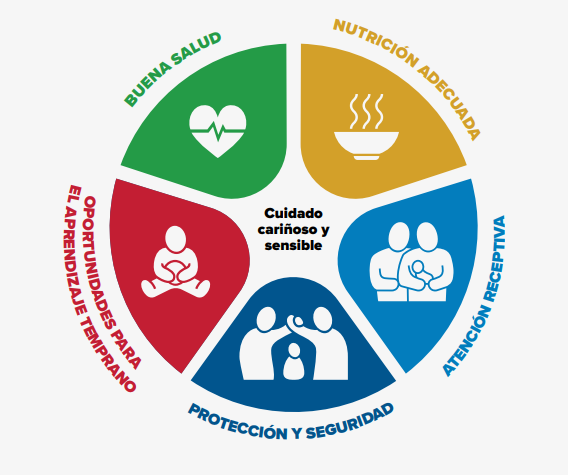 BUENA SALUD
NUTRICIÓN ADECUADA
Cuidado
cariñoso y
sensible
OPORTUNIDADES PARA
EL APRENDIZAJE TEMPRANO
ATENCIÓN RECEPTIVA
PROTECCIÓN Y SEGURIDAD